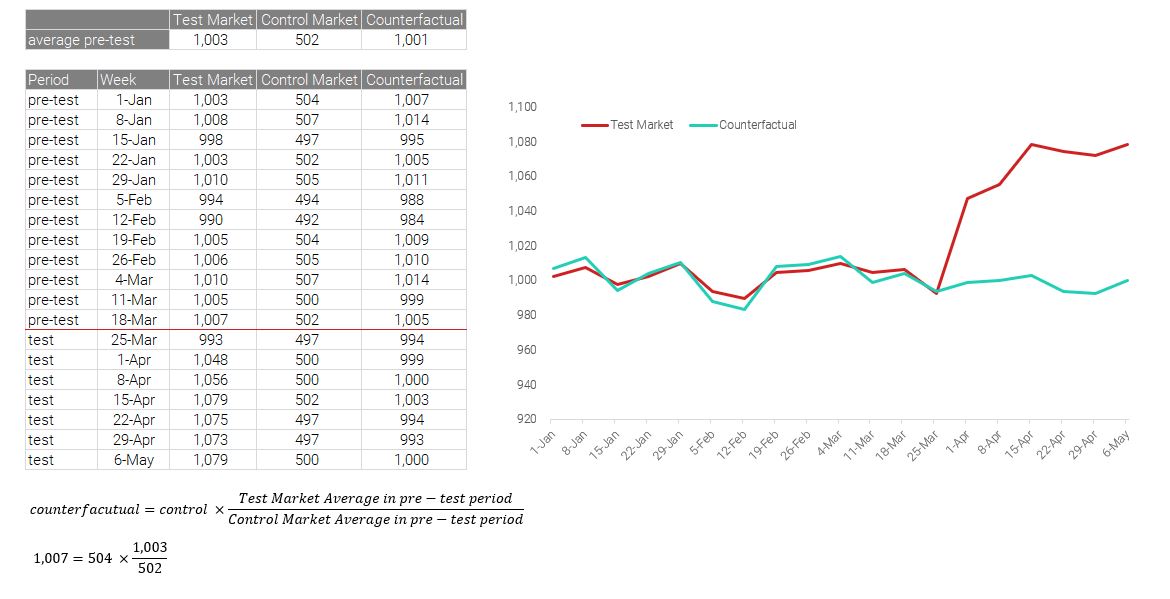 Test Market Control Market Counterfactual
average pre-test 1,003 502 1,001
Period Week Test Market Control Market Counterfactual
pre-test 1-Jan 1,003 504 1,007
pre-test 8-Jan 1,008 507 1,014
pre-test 15-Jan 998 497 995
pre-test 22-Jan 1,003 502 1,005
pre-test 29-Jan 1,010 505 1,011
pre-test 5-Feb 994 494 988
pre-test 12-Feb 990 492 984
pre-test 19-Feb 1,005 504 1,009
pre-test 26-Feb 1,006 505 1,010
pre-test 4-Mar 1,010 507 1,014
pre-test 11-Mar 1,005 500 999
pre-test 18-Mar 1,007 502 1,005
test 25-Mar 993 497 994
test 1-Apr 1,048 500 999
test 8-Apr 1,056 500 1,000
test 15-Apr 1,079 502 1,003
test 22-Apr 1,075 497 994
test 29-Apr 1,073 497 993
test 6-May 1,079 500 1,000
Test Market Counterfactual
1,100
1,080
1,060
1,040
1,020
1,000
980
960
940
920
1-Jan 8-Jan 15-Jan 22-Jan 29-Jan 5-Feb 12-Feb 19-Feb 26-Feb 4-Mar 11-Mar 18-Mar 25-Mar 1-Apr 8-Apr 15-Apr 22-Apr 29-Apr 6-May
Test Market Average in pre − test period
counterfacutual = control ×
Control Market Average in pre − test period
1,003
1,007 = 504 ×
502